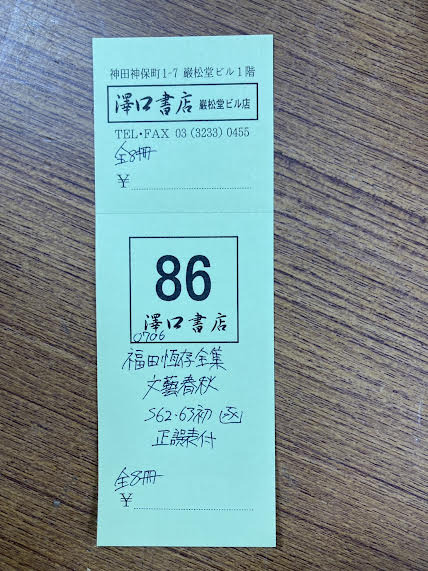 神田神保町1-7 巌松堂ビル1階
澤口書店 巌松堂ビル店
TEL・FAX 03(3233)0455
全8冊
¥
86
澤口書店
0706
福田恆存全集
文藝春秋
S62・63初 函
正誤表付
全8冊
¥